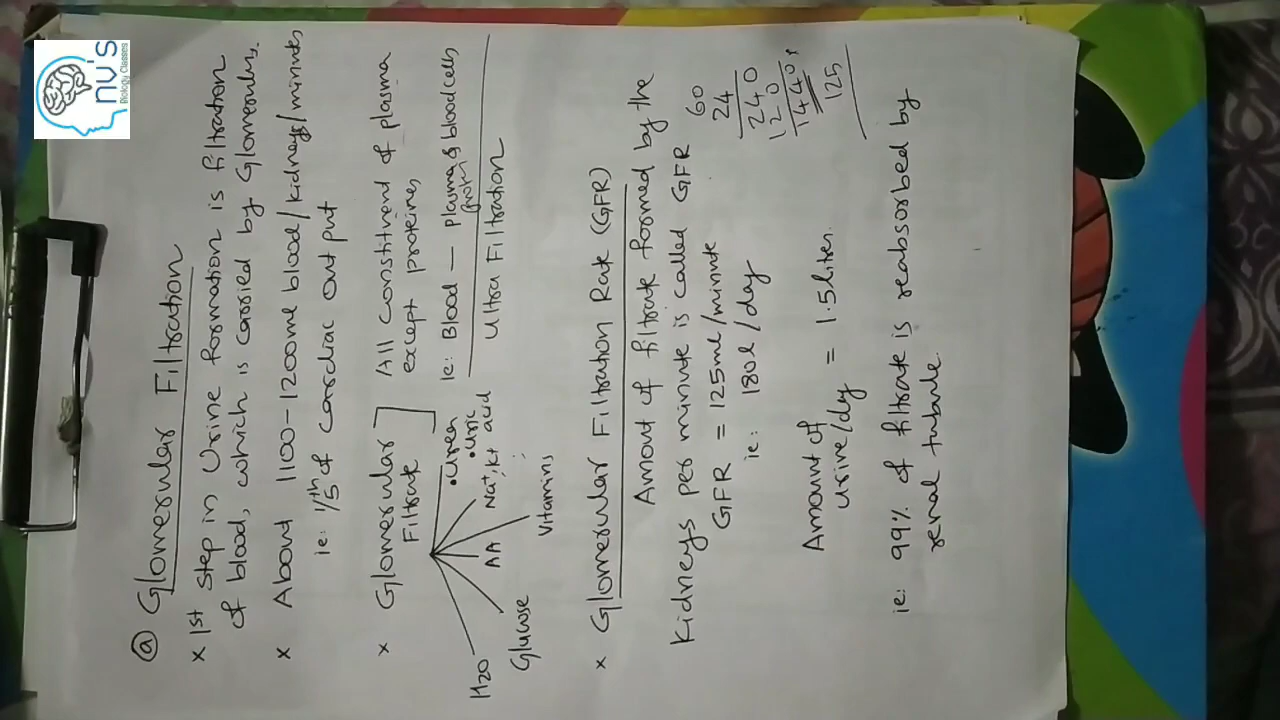 nu's
Biology Classes
(a) Glomerular Filtration
x 1st step in Urine formation is filtration
of blood, which is carried by Glomerulus.
x About 1100-1200ml blood/kidneys/minutes
ie: 1/5th of cardiac out put
x Glomerular Filtrate
All constituent of plasma
except proteins
ie: Blood — plasma proteins & blood cells
Ultra Filtration
H2O
Glucose
AA
Vitamins
Na+, K+
•Urea
•Uric acid
x Glomerular Filtration Rate (GFR)
Amount of filtrate formed by the
Kidneys per minute is called GFR
GFR = 125ml/minute
ie: 180l/day
60
24
240
120
1440
125
Amount of
urine/day = 1.5liter.
ie: 99% of filtrate is reabsorbed by
renal tubule.